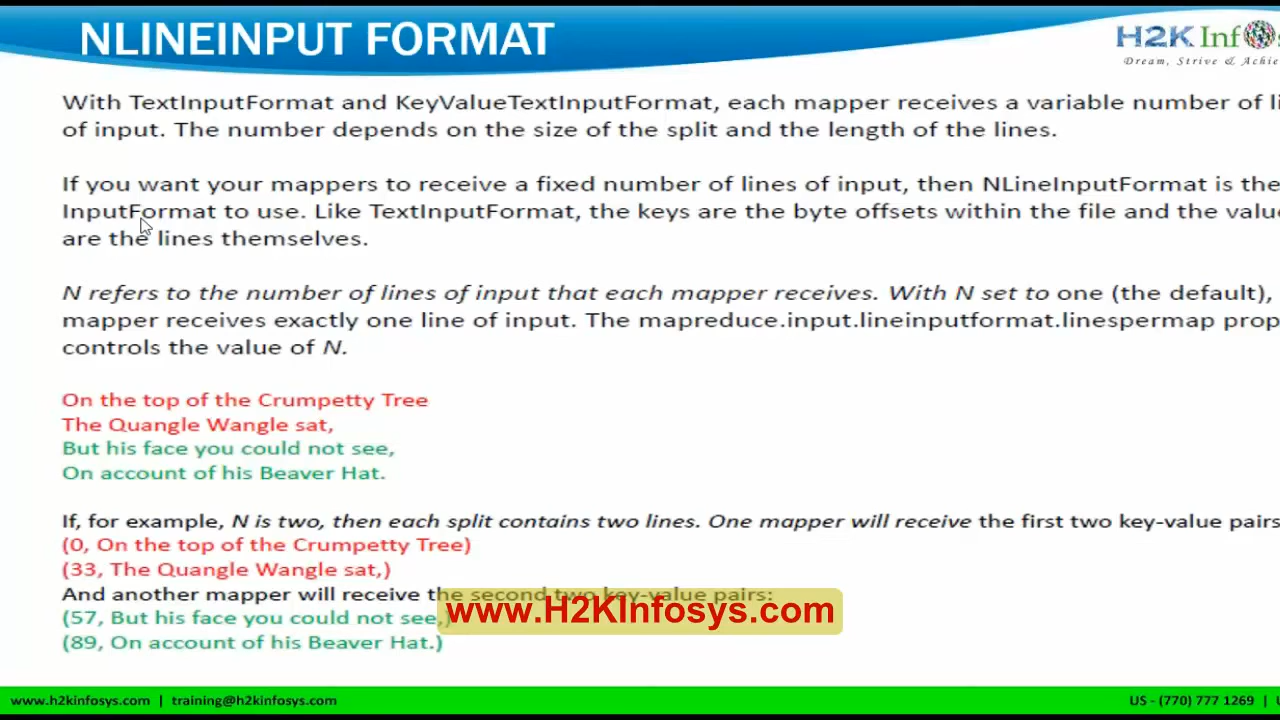 NLINEINPUT FORMAT
H2K Inf
Dream, Strive & Achie
With TextInputFormat and KeyValueTextInputFormat, each mapper receives a variable number of li
of input. The number depends on the size of the split and the length of the lines.
If you want your mappers to receive a fixed number of lines of input, then NLineInputFormat is the
InputFormat to use. Like TextInputFormat, the keys are the byte offsets within the file and the value
are the lines themselves.
N refers to the number of lines of input that each mapper receives. With N set to one (the default),
mapper receives exactly one line of input. The mapreduce.input.lineinputformat.linespermap prop
controls the value of N.
On the top of the Crumpetty Tree
The Quangle Wangle sat,
But his face you could not see,
On account of his Beaver Hat.
If, for example, N is two, then each split contains two lines. One mapper will receive the first two key-value pairs
(0, On the top of the Crumpetty Tree)
(33, The Quangle Wangle sat,)
And another mapper will receive the second two key-value pairs:
(57, But his face you could not see,)
www.H2KInfosys.com
(89, On account of his Beaver Hat.)
www.h2kinfosys.com | training@h2kinfosys.com
US - (770) 777 1269 |